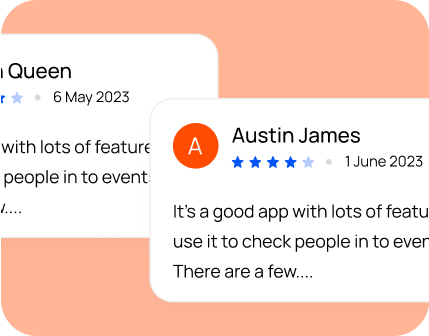 Queen
6 May 2023
with lots of feature
people in to event
A
Austin James
1 June 2023
It's a good app with lots of featu
use it to check people in to ever
There are a few....